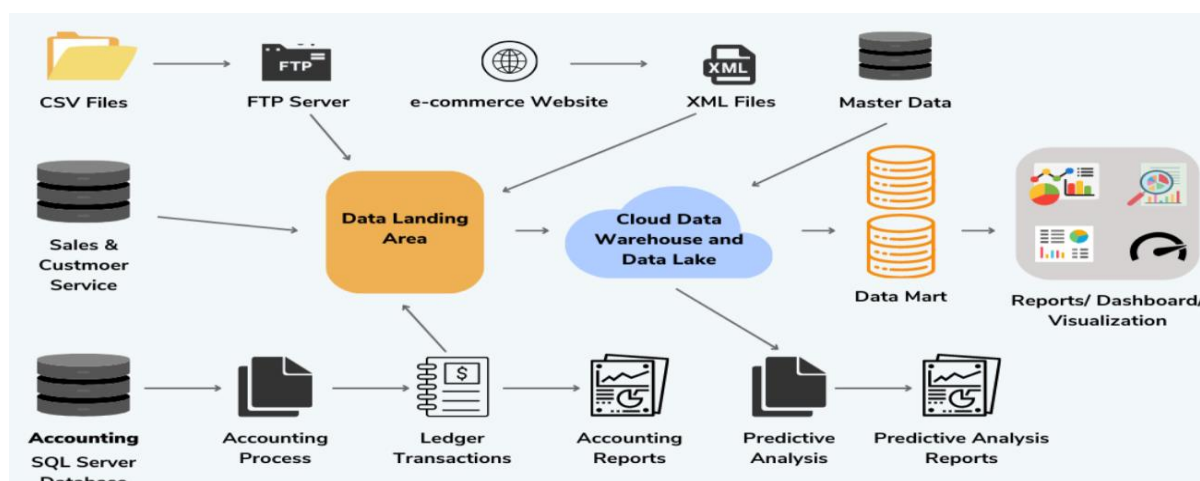 FTP
XML
CSV Files
FTP Server
e-commerce Website
XML Files
Master Data
Sales &
Custmoer
Service
Data Landing
Area
Cloud Data
Warehouse and
Data Lake
Data Mart
Reports/ Dashboard/
Visualization
$
Accounting
SQL Server
Database
Accounting
Process
Ledger
Transactions
Accounting
Reports
Predictive
Analysis
Predictive Analysis
Reports